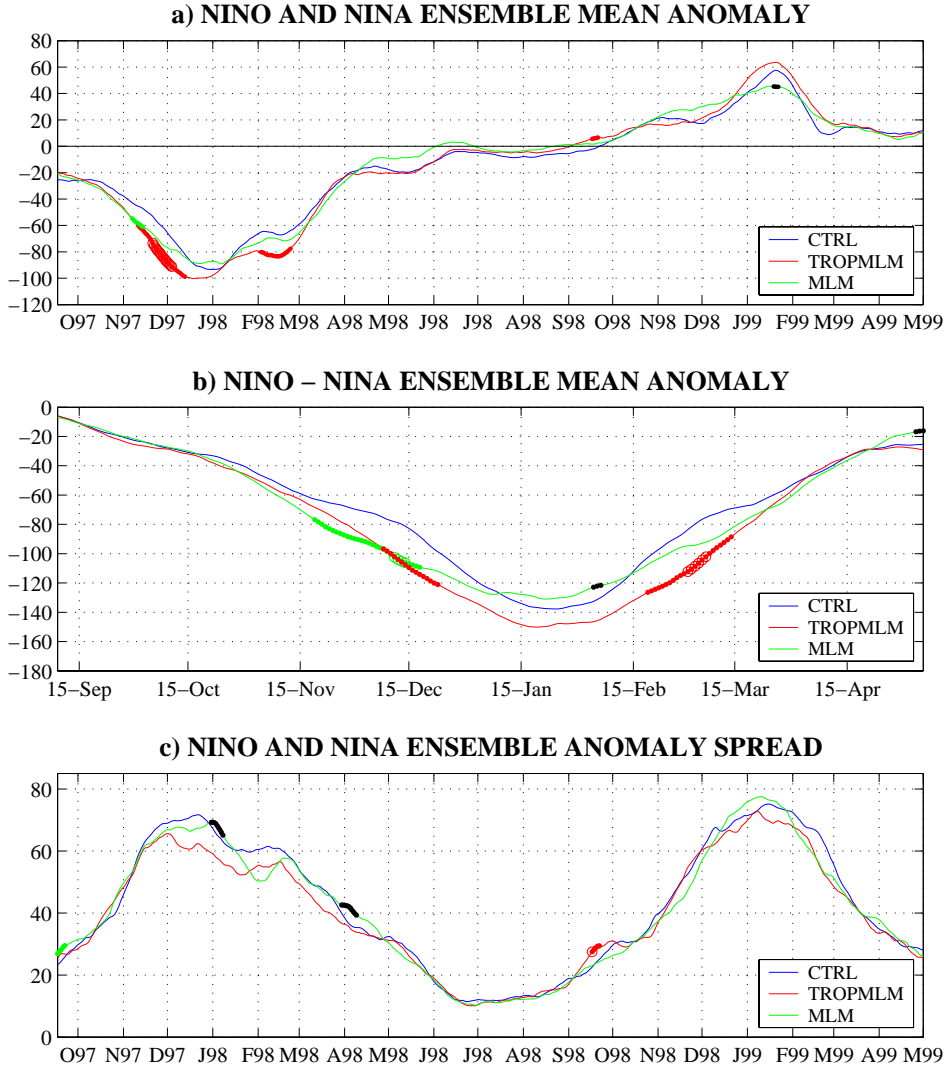 a) NINO AND NINA ENSEMBLE MEAN ANOMALY
80
60
40
20
0
−20
−40
−60
−80
−100
−120
CTRL
TROPMLM
MLM
O97 N97 D97 J98 F98 M98 A98 M98 J98 J98 A98 S98 O98 N98 D98 J99 F99 M99 A99 M99
b) NINO − NINA ENSEMBLE MEAN ANOMALY
0
−20
−40
−60
−80
−100
−120
−140
−160
−180
CTRL
TROPMLM
MLM
15−Sep 15−Oct 15−Nov 15−Dec 15−Jan 15−Feb 15−Mar 15−Apr
c) NINO AND NINA ENSEMBLE ANOMALY SPREAD
80
60
40
20
0
CTRL
TROPMLM
MLM
O97 N97 D97 J98 F98 M98 A98 M98 J98 J98 A98 S98 O98 N98 D98 J99 F99 M99 A99 M99